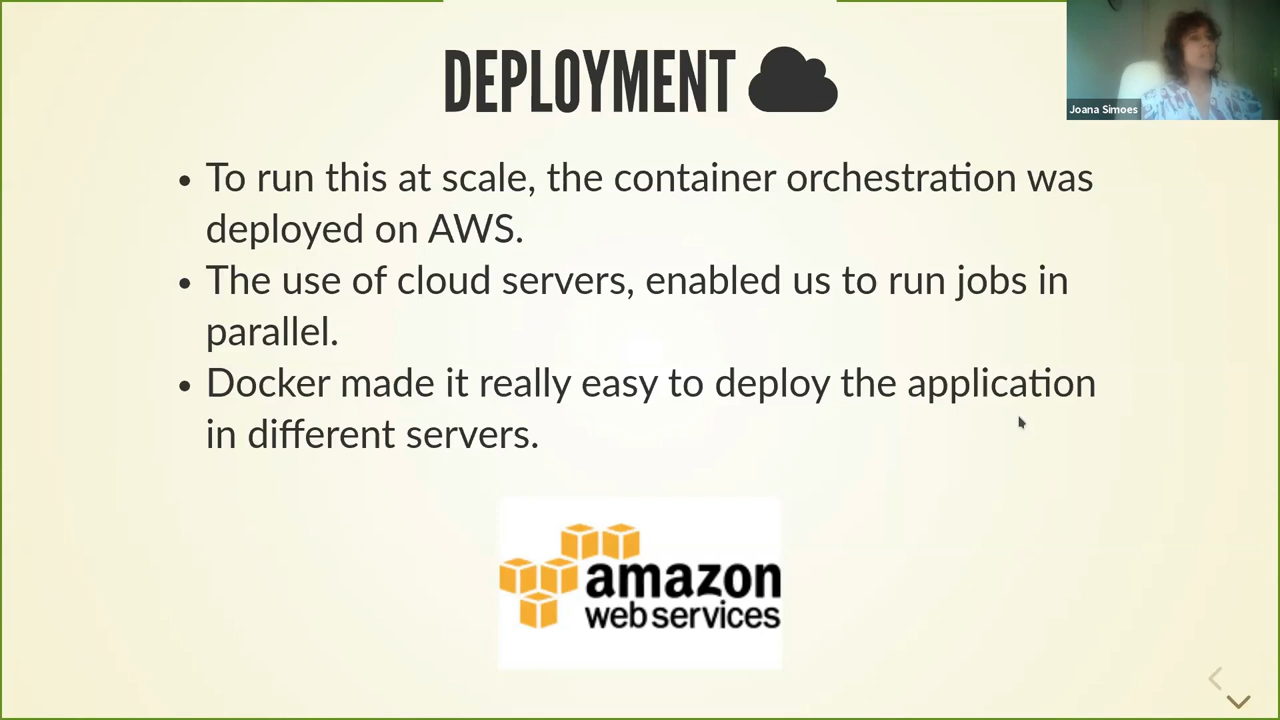 DEPLOYMENT
Joana Simoes
• To run this at scale, the container orchestration was
deployed on AWS.
• The use of cloud servers, enabled us to run jobs in
parallel.
• Docker made it really easy to deploy the application
in different servers.
amazon
web services